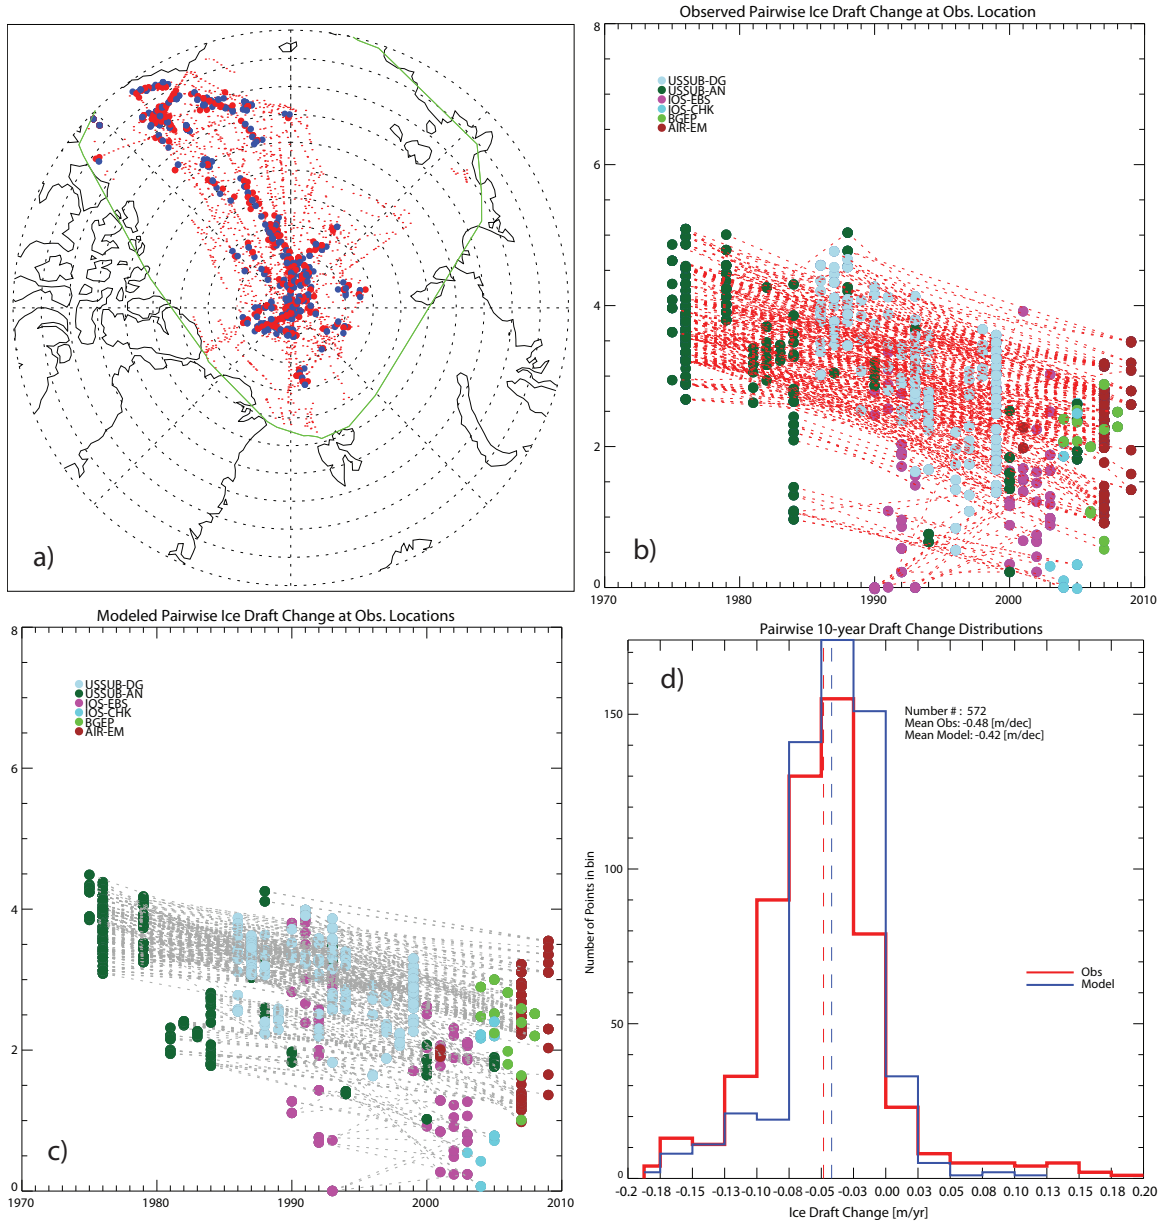 a)
Observed Pairwise Ice Draft Change at Obs. Location
8
6
4
2
0
USSUB-DG
USSUB-AN
IOS-EBS
IOS-CHK
BGEP
AIR-EM
b)
1970
1980
1990
2000
2010
Modeled Pairwise Ice Draft Change at Obs. Locations
8
6
4
2
0
USSUB-DG
USSUB-AN
IOS-EBS
IOS-CHK
BGEP
AIR-EM
c)
1970
1980
1990
2000
2010
Pairwise 10-year Draft Change Distributions
d)
Number # : 572
Mean Obs: -0.48 [m/dec]
Mean Model: -0.42 [m/dec]
Number of Points in bin
150
100
50
0
Obs
Model
-0.2 -0.18 -0.15 -0.13 -0.10 -0.08 -0.05 -0.03 0.00 0.03 0.05 0.08 0.10 0.13 0.15 0.18 0.20
Ice Draft Change [m/yr]